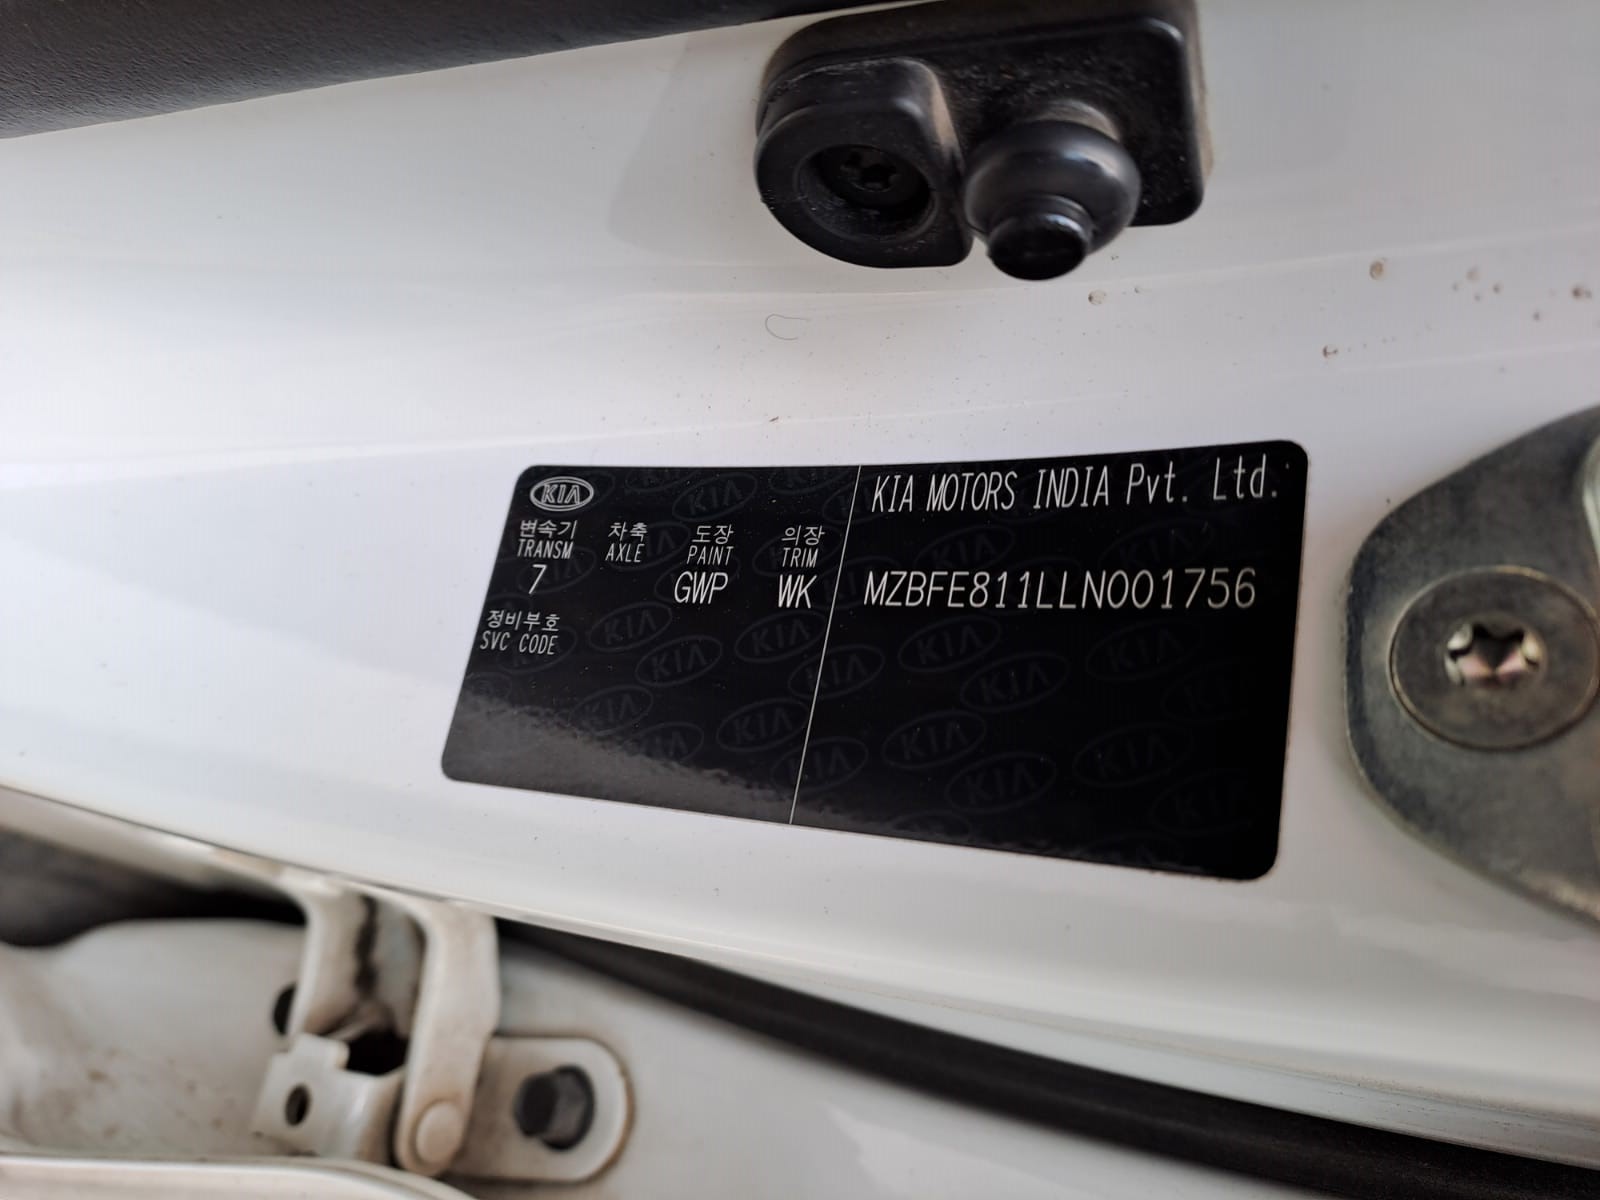 KIA
KIA MOTORS INDIA Pvt. Ltd.
변속기 차축 도장 의장
TRANSM AXLE PAINT TRIM
7 GWP WK
MZBFE811LLN001756
정비부호
SVC CODE